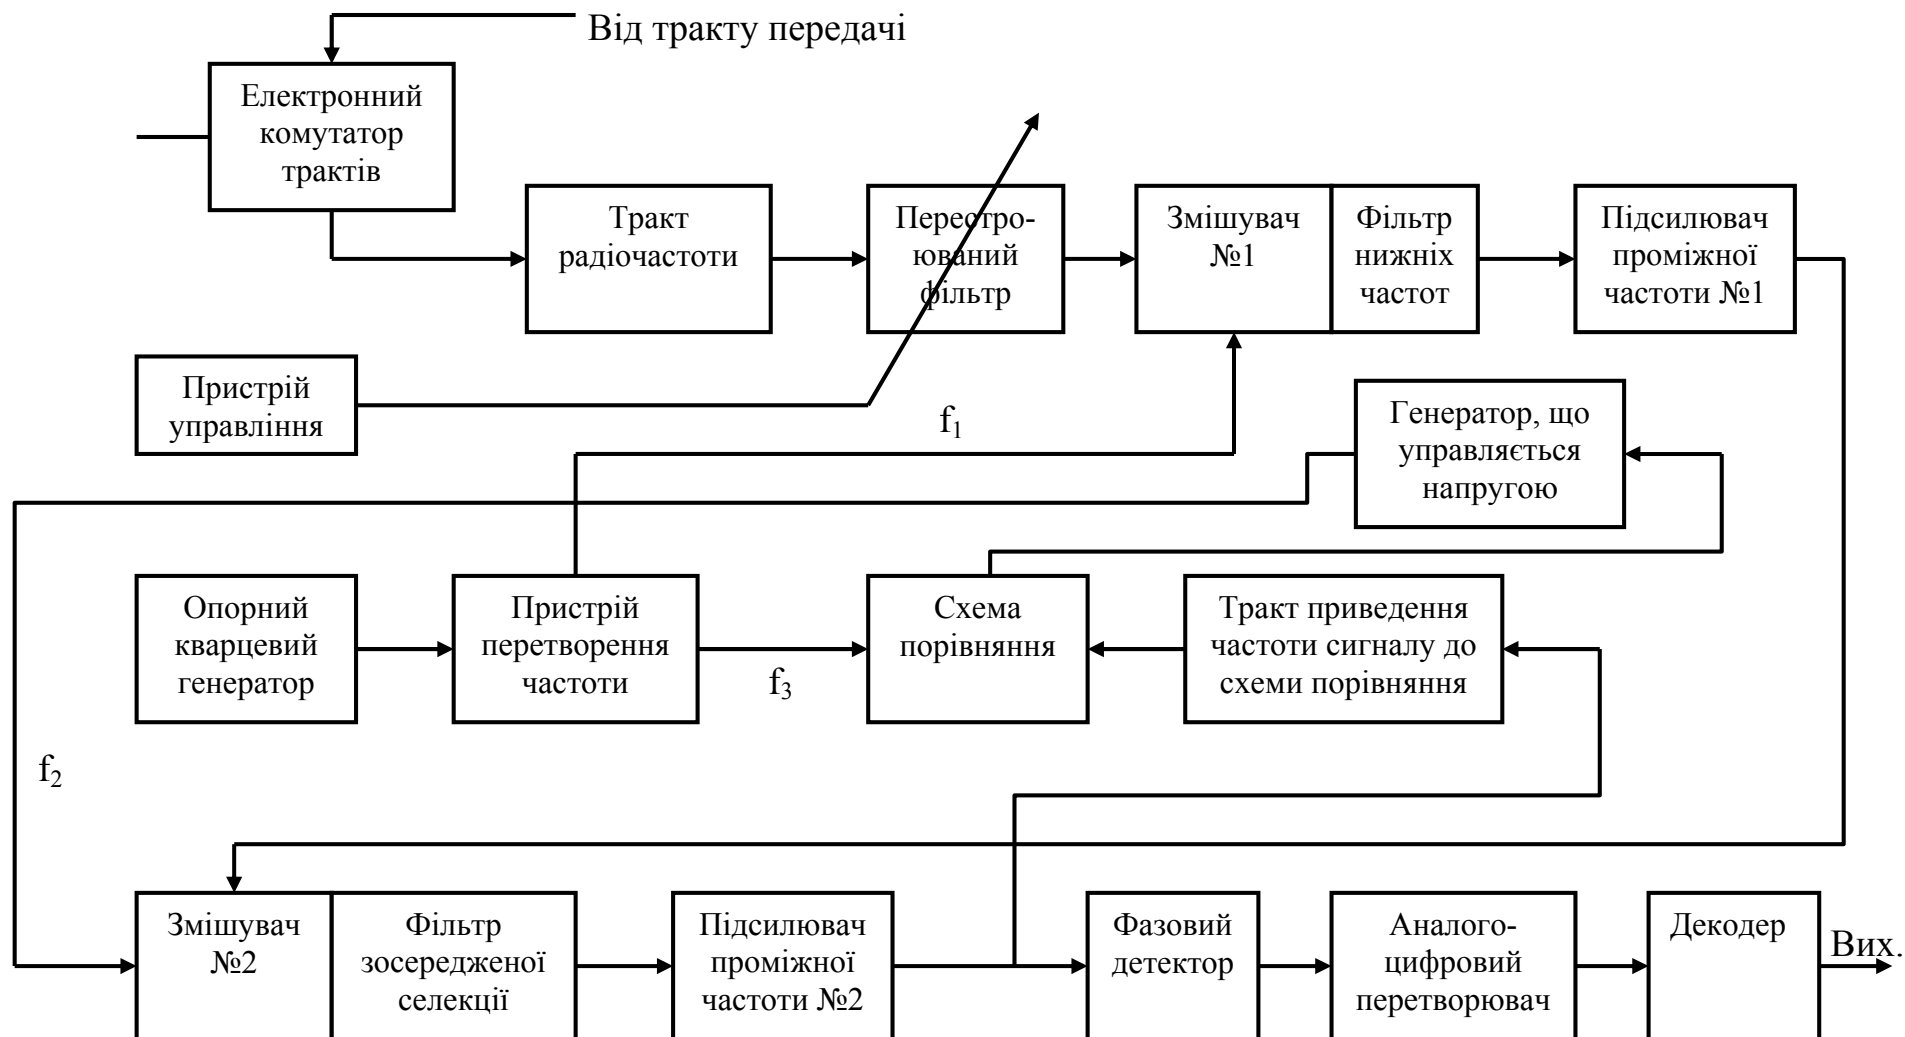 Від тракту передачі
Електронний
комутатор
трактів
Тракт
радіочастоти
Перестро-
юваний
фільтр
Змішувач
№1
Фільтр
нижніх
частот
Підсилювач
проміжної
частоти №1
Пристрій
управління
f₁
Генератор, що
управляється
напругою
Опорний
кварцевий
генератор
Пристрій
перетворення
частоти
f₃
Схема
порівняння
Тракт приведення
частоти сигналу до
схеми порівняння
f₂
Змішувач
№2
Фільтр
зосередженої
селекції
Підсилювач
проміжної
частоти №2
Фазовий
детектор
Аналого-
цифровий
перетворювач
Декодер
Вих.